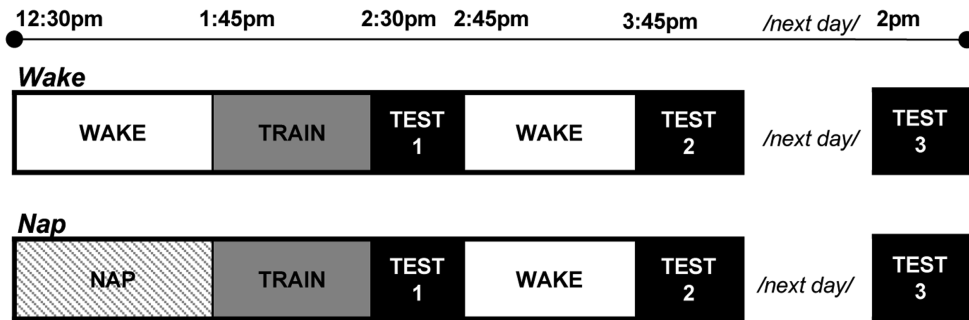 12:30pm 1:45pm 2:30pm 2:45pm 3:45pm /next day/ 2pm
Wake
WAKE TRAIN TEST 1 WAKE TEST 2 /next day/ TEST 3
Nap
NAP TRAIN TEST 1 WAKE TEST 2 /next day/ TEST 3